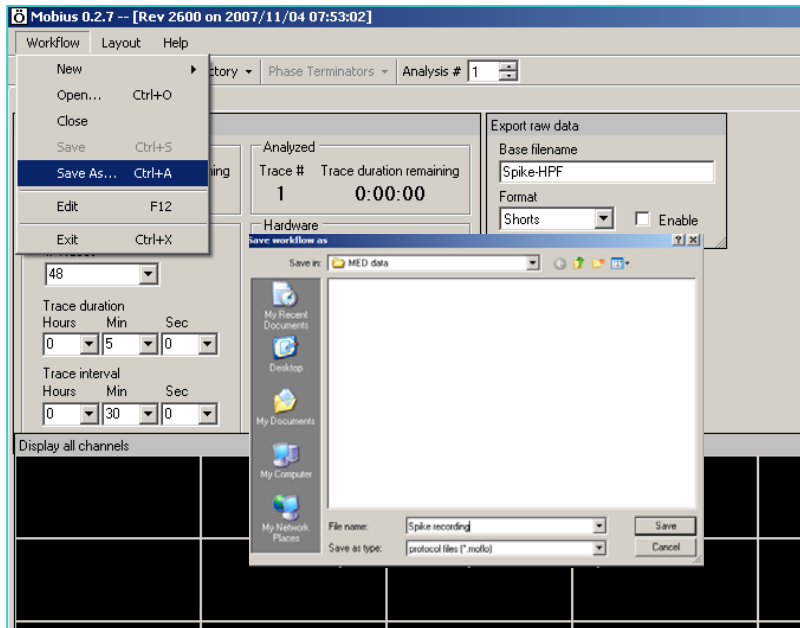 Mobius 0.2.7 -- [Rev 2600 on 2007/11/04 07:53:02]
Workflow Layout Help
New
Open... Ctrl+O
Close
Save Ctrl+S
Save As... Ctrl+A
Edit F12
Exit Ctrl+X
Phase Terminators Analysis # 1
Analyzed
Trace # Trace duration remaining
1 0:00:00
Hardware
Export raw data
Base filename
Spike-HPF
Format
Shorts Enable
48
Trace duration
Hours Min Sec
0 5 0
Trace interval
Hours Min Sec
0 30 0
Display all channels
Save workflow as
Save in: MED data
My Recent
Documents
Desktop
My Documents
My Computer
My Network
Places
File name: Spike recording Save
Save as type: protocol files (*.moflo) Cancel